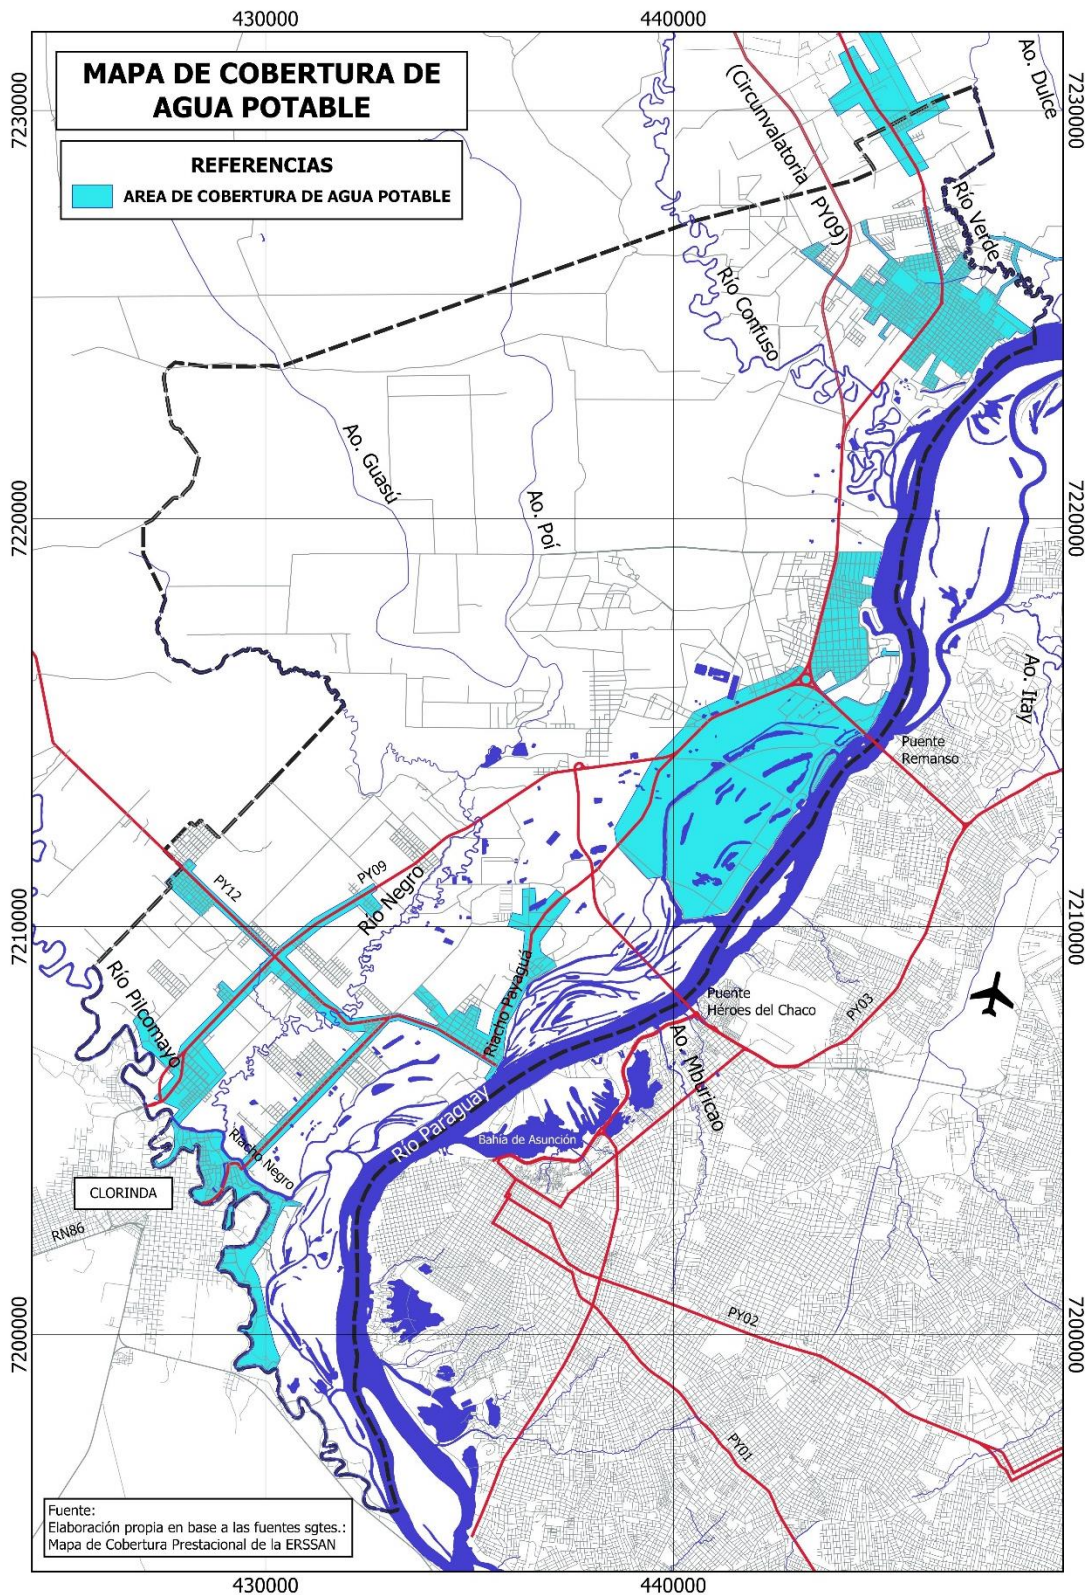 430000
440000
MAPA DE COBERTURA DE
AGUA POTABLE
REFERENCIAS
AREA DE COBERTURA DE AGUA POTABLE
Ao. Dulce
(Circunvalatoria PY09)
7230000
7230000
Río Verde
Río Confuso
Ao. Guasú
Ao. Poí
7220000
7220000
Ao. Itay
Puente
Remanso
PY12
PY09
Río Negro
7210000
7210000
Río Pilcomayo
Riacho Payaguá
Puente
Héroes del Chaco
PY03
Ao. Mburicao
Río Paraguay
Bahía de Asunción
Riacho Negro
CLORINDA
RN86
7200000
7200000
PY02
PY01
Fuente:
Elaboración propia en base a las fuentes sgtes.:
Mapa de Cobertura Prestacional de la ERSSAN
430000
440000